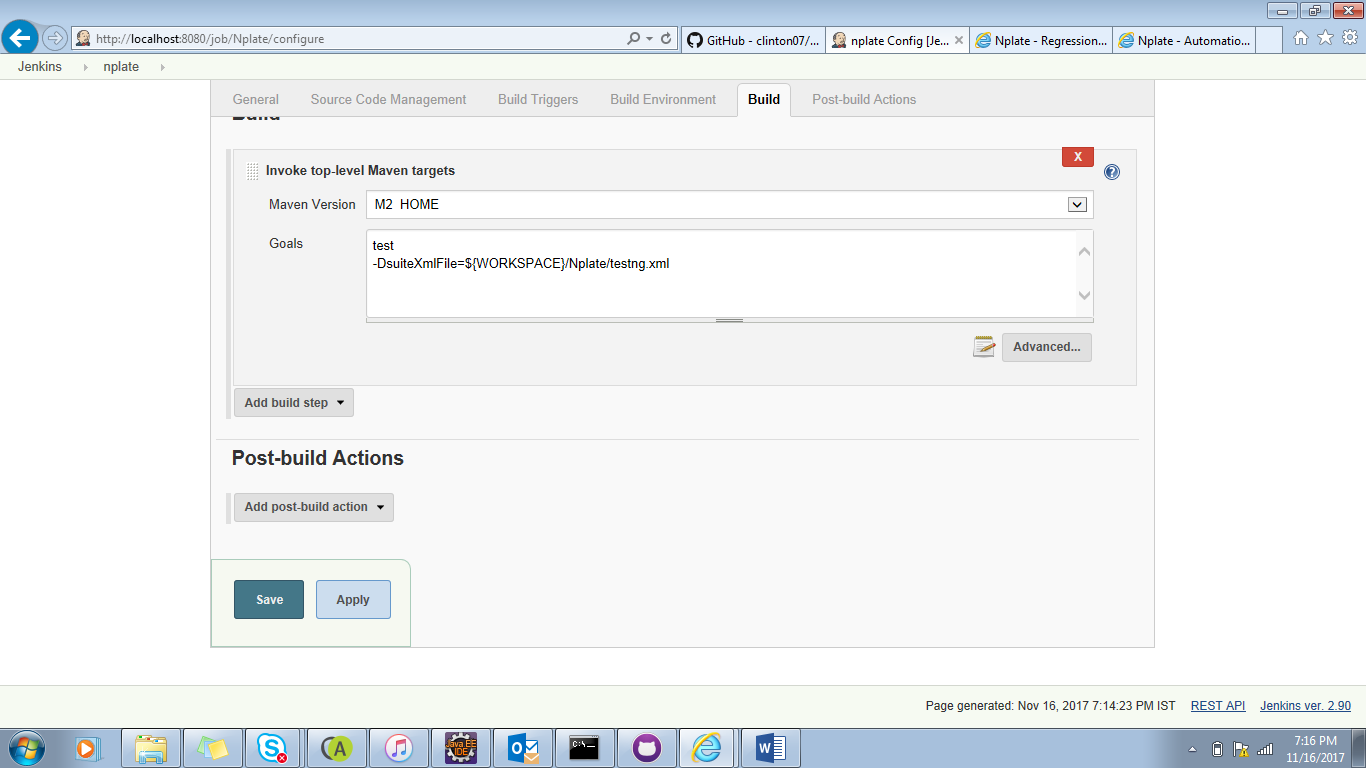 http://localhost:8080/job/Nplate/configure
GitHub - clinton07/...
nplate Config [Je...
Nplate - Regression...
Nplate - Automatio...
Jenkins
nplate
General
Source Code Management
Build Triggers
Build Environment
Build
Post-build Actions
Build
Invoke top-level Maven targets
X
?
Maven Version
M2 HOME
Goals
test
-DsuiteXmlFile=${WORKSPACE}/Nplate/testng.xml
Advanced...
Add build step
Post-build Actions
Add post-build action
Save
Apply
Page generated: Nov 16, 2017 7:14:23 PM IST
REST API
Jenkins ver. 2.90
Java EE
IDE
C:\
7:16 PM
11/16/2017